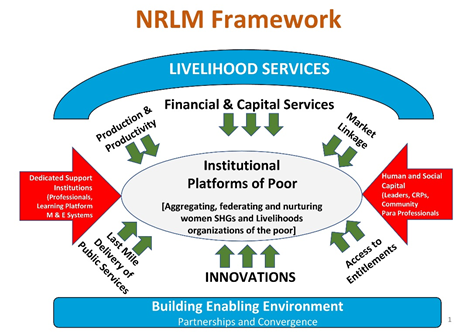 NRLM Framework
LIVELIHOOD SERVICES
Financial & Capital Services
Production &
Productivity
Market
Linkage
Institutional
Platforms of Poor
[Aggregating, federating and nurturing
women SHGs and Livelihoods
organizations of the poor]
Dedicated Support
Institutions
(Professionals,
Learning Platform
M & E Systems
Human and Social
Capital
(Leaders, CRPs,
Community
Para Professionals
Last Mile
Delivery of
Public Services
INNOVATIONS
Access to
Entitlements
Building Enabling Environment
Partnerships and Convergence
1